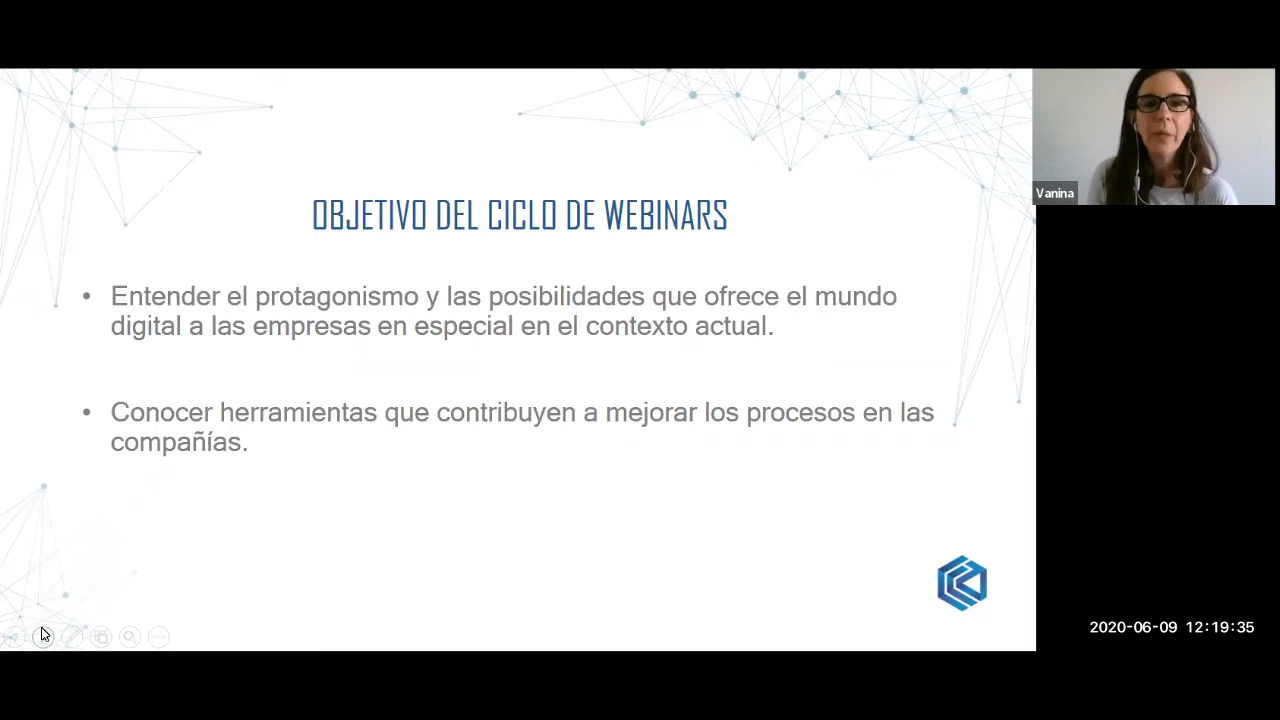 OBJETIVO DEL CICLO DE WEBINARS
• Entender el protagonismo y las posibilidades que ofrece el mundo
digital a las empresas en especial en el contexto actual.
• Conocer herramientas que contribuyen a mejorar los procesos en las
compañías.
Vanina
2020-06-09 12:19:35